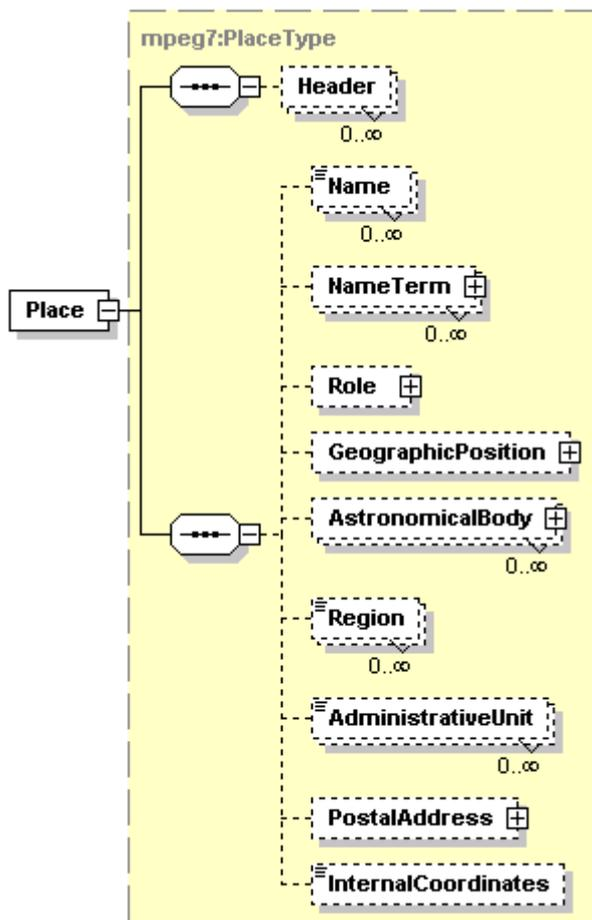 mpeg7:PlaceType
Header
0..∞
Name
0..∞
NameTerm
0..∞
Place
Role
GeographicPosition
AstronomicalBody
0..∞
Region
0..∞
AdministrativeUnit
0..∞
PostalAddress
InternalCoordinates